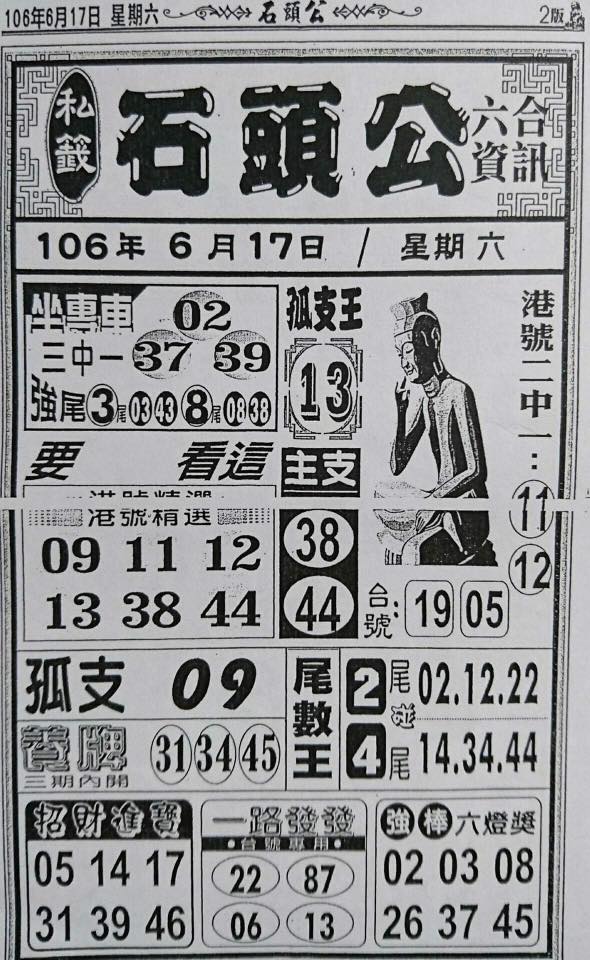 106年6月17日 星期六
石頭公
2版
私籤
石頭公
六合
資訊
106年6月17日 / 星期六
坐專車
02
三中一 37 39
強尾 3尾 03 43 8尾 08 38
孤支王
13
港號二中一:
11
12
要 看這
主支
38
44
港號精選
09 11 12
13 38 44
台號: 19 05
孤支 09
養牌 31 34 45
三期內開
尾數王
2尾 02.12.22
碰
4尾 14.34.44
招財進寶
05 14 17
31 39 46
一路發發
•台號專用•
22 87
06 13
強棒六燈獎
02 03 08
26 37 45